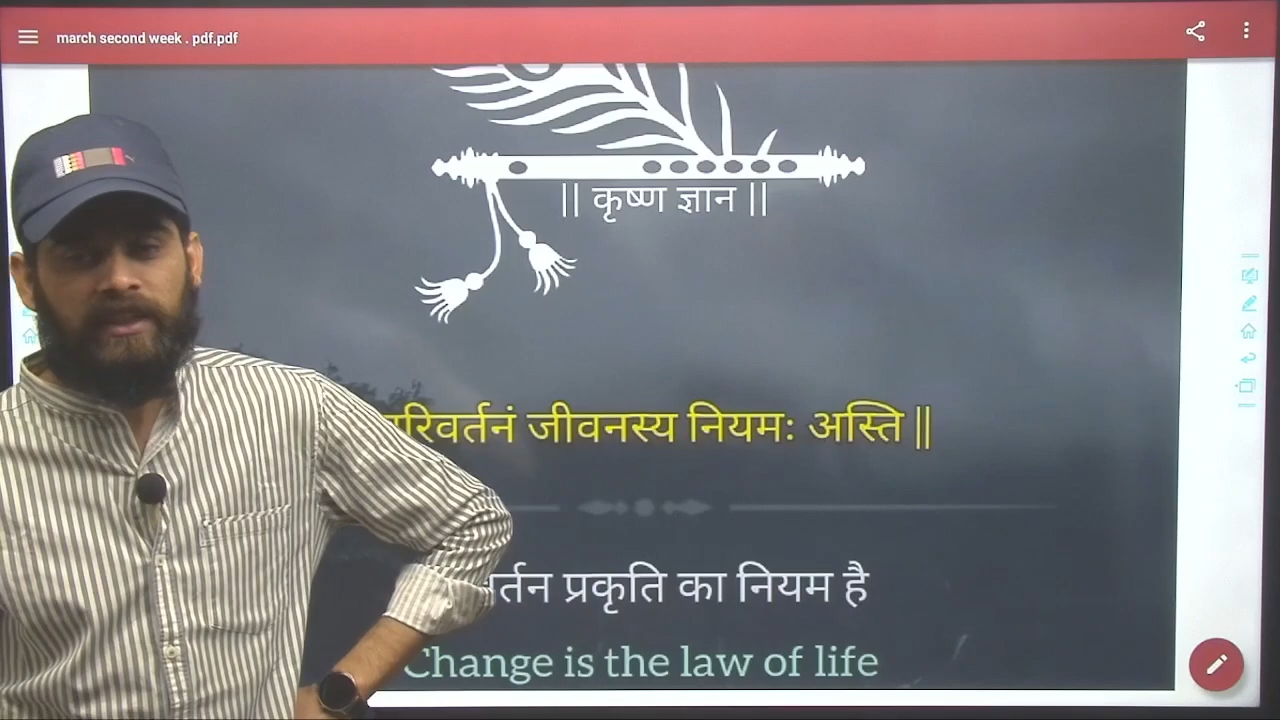 march second week . pdf.pdf
|| कृष्ण ज्ञान ||
जीवनस्य नियमः अस्ति ||
प्रकृति का नियम है
Change is the law of life